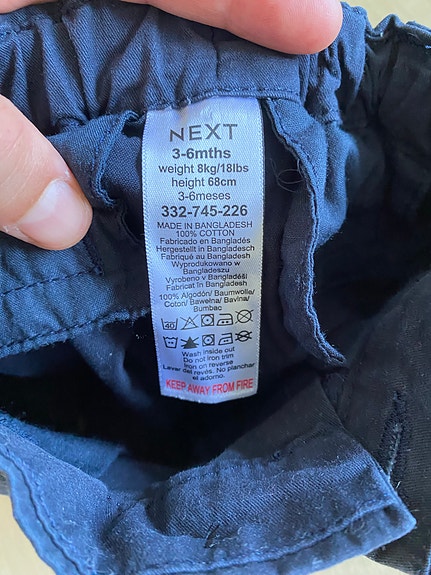 NEXT
3-6mths
weight 8kg/18lbs
height 68cm
3-6meses
332-745-226
MADE IN BANGLADESH
100% COTTON
Fabricado en Bangladés
Hergestellt in Bangladesch
Fabriqué au Bangladesh
Wyprodukowano w
Bangladeszu
Vyrobeno v Bangladéši
Fabricat în Bangladesh
100% Algodón/ Baumwolle/
Coton/ Bawełna/ Bavlna/
Bumbac
40
Wash inside out
Do not iron trim
Iron on reverse
Lavar del revés. No planchar
el adorno.
KEEP AWAY FROM FIRE